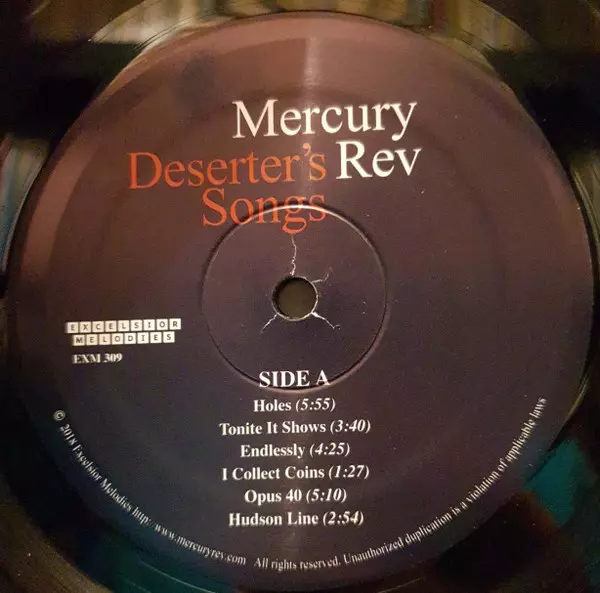 Mercury
Deserter's Rev
Songs
EXCELSIOR
MELODIES
EXM 309
SIDE A
Holes (5:55)
Tonite It Shows (3:40)
Endlessly (4:25)
I Collect Coins (1:27)
Opus 40 (5:10)
Hudson Line (2:54)
© 2018 Excelsior Melodies http://www.mercuryrev.com All rights reserved. Unauthorized duplication is a violation of applicable laws